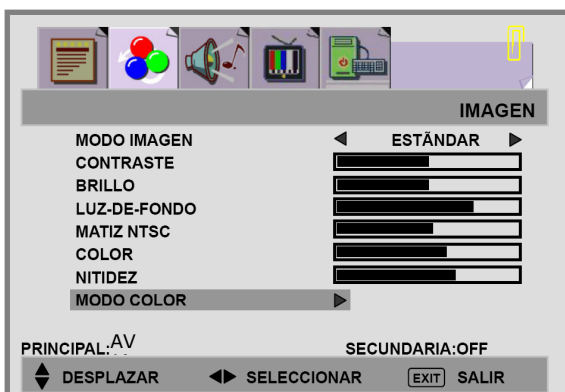 IMAGEN
MODO IMAGEN ESTÃNDAR
CONTRASTE
BRILLO
LUZ-DE-FONDO
MATIZ NTSC
COLOR
NITIDEZ
MODO COLOR
PRINCIPAL:AV SECUNDARIA:OFF
DESPLAZAR SELECCIONAR EXIT SALIR